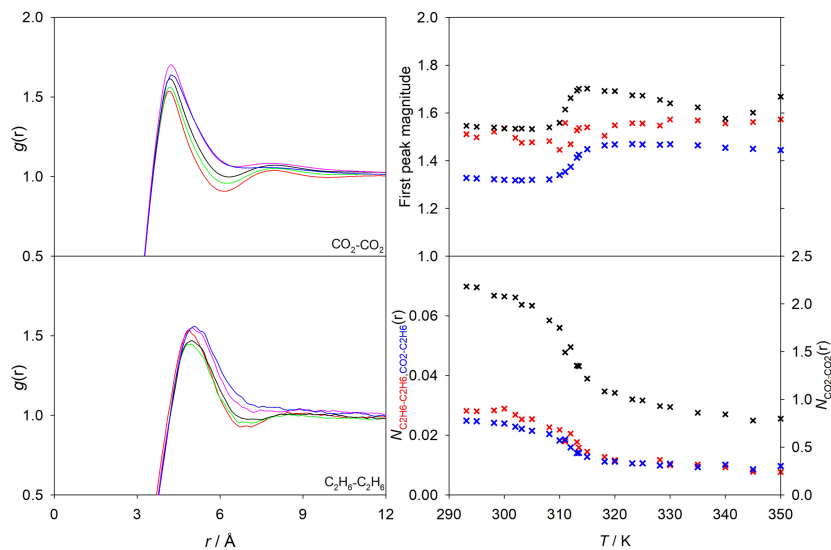 2.0
1.5
1.0
0.5
g(r)
CO2-CO2
2.0
1.8
1.6
1.4
1.2
1.0
First peak magnitude
1.5
1.0
0.5
g(r)
C2H6-C2H6
0 3 6 9 12
r / Å
0.06
0.04
0.02
0.00
NC2H6-C2H6,CO2-C2H6(r)
2.5
2.0
1.5
1.0
0.5
0.0
NCO2-CO2(r)
290 300 310 320 330 340 350
T / K